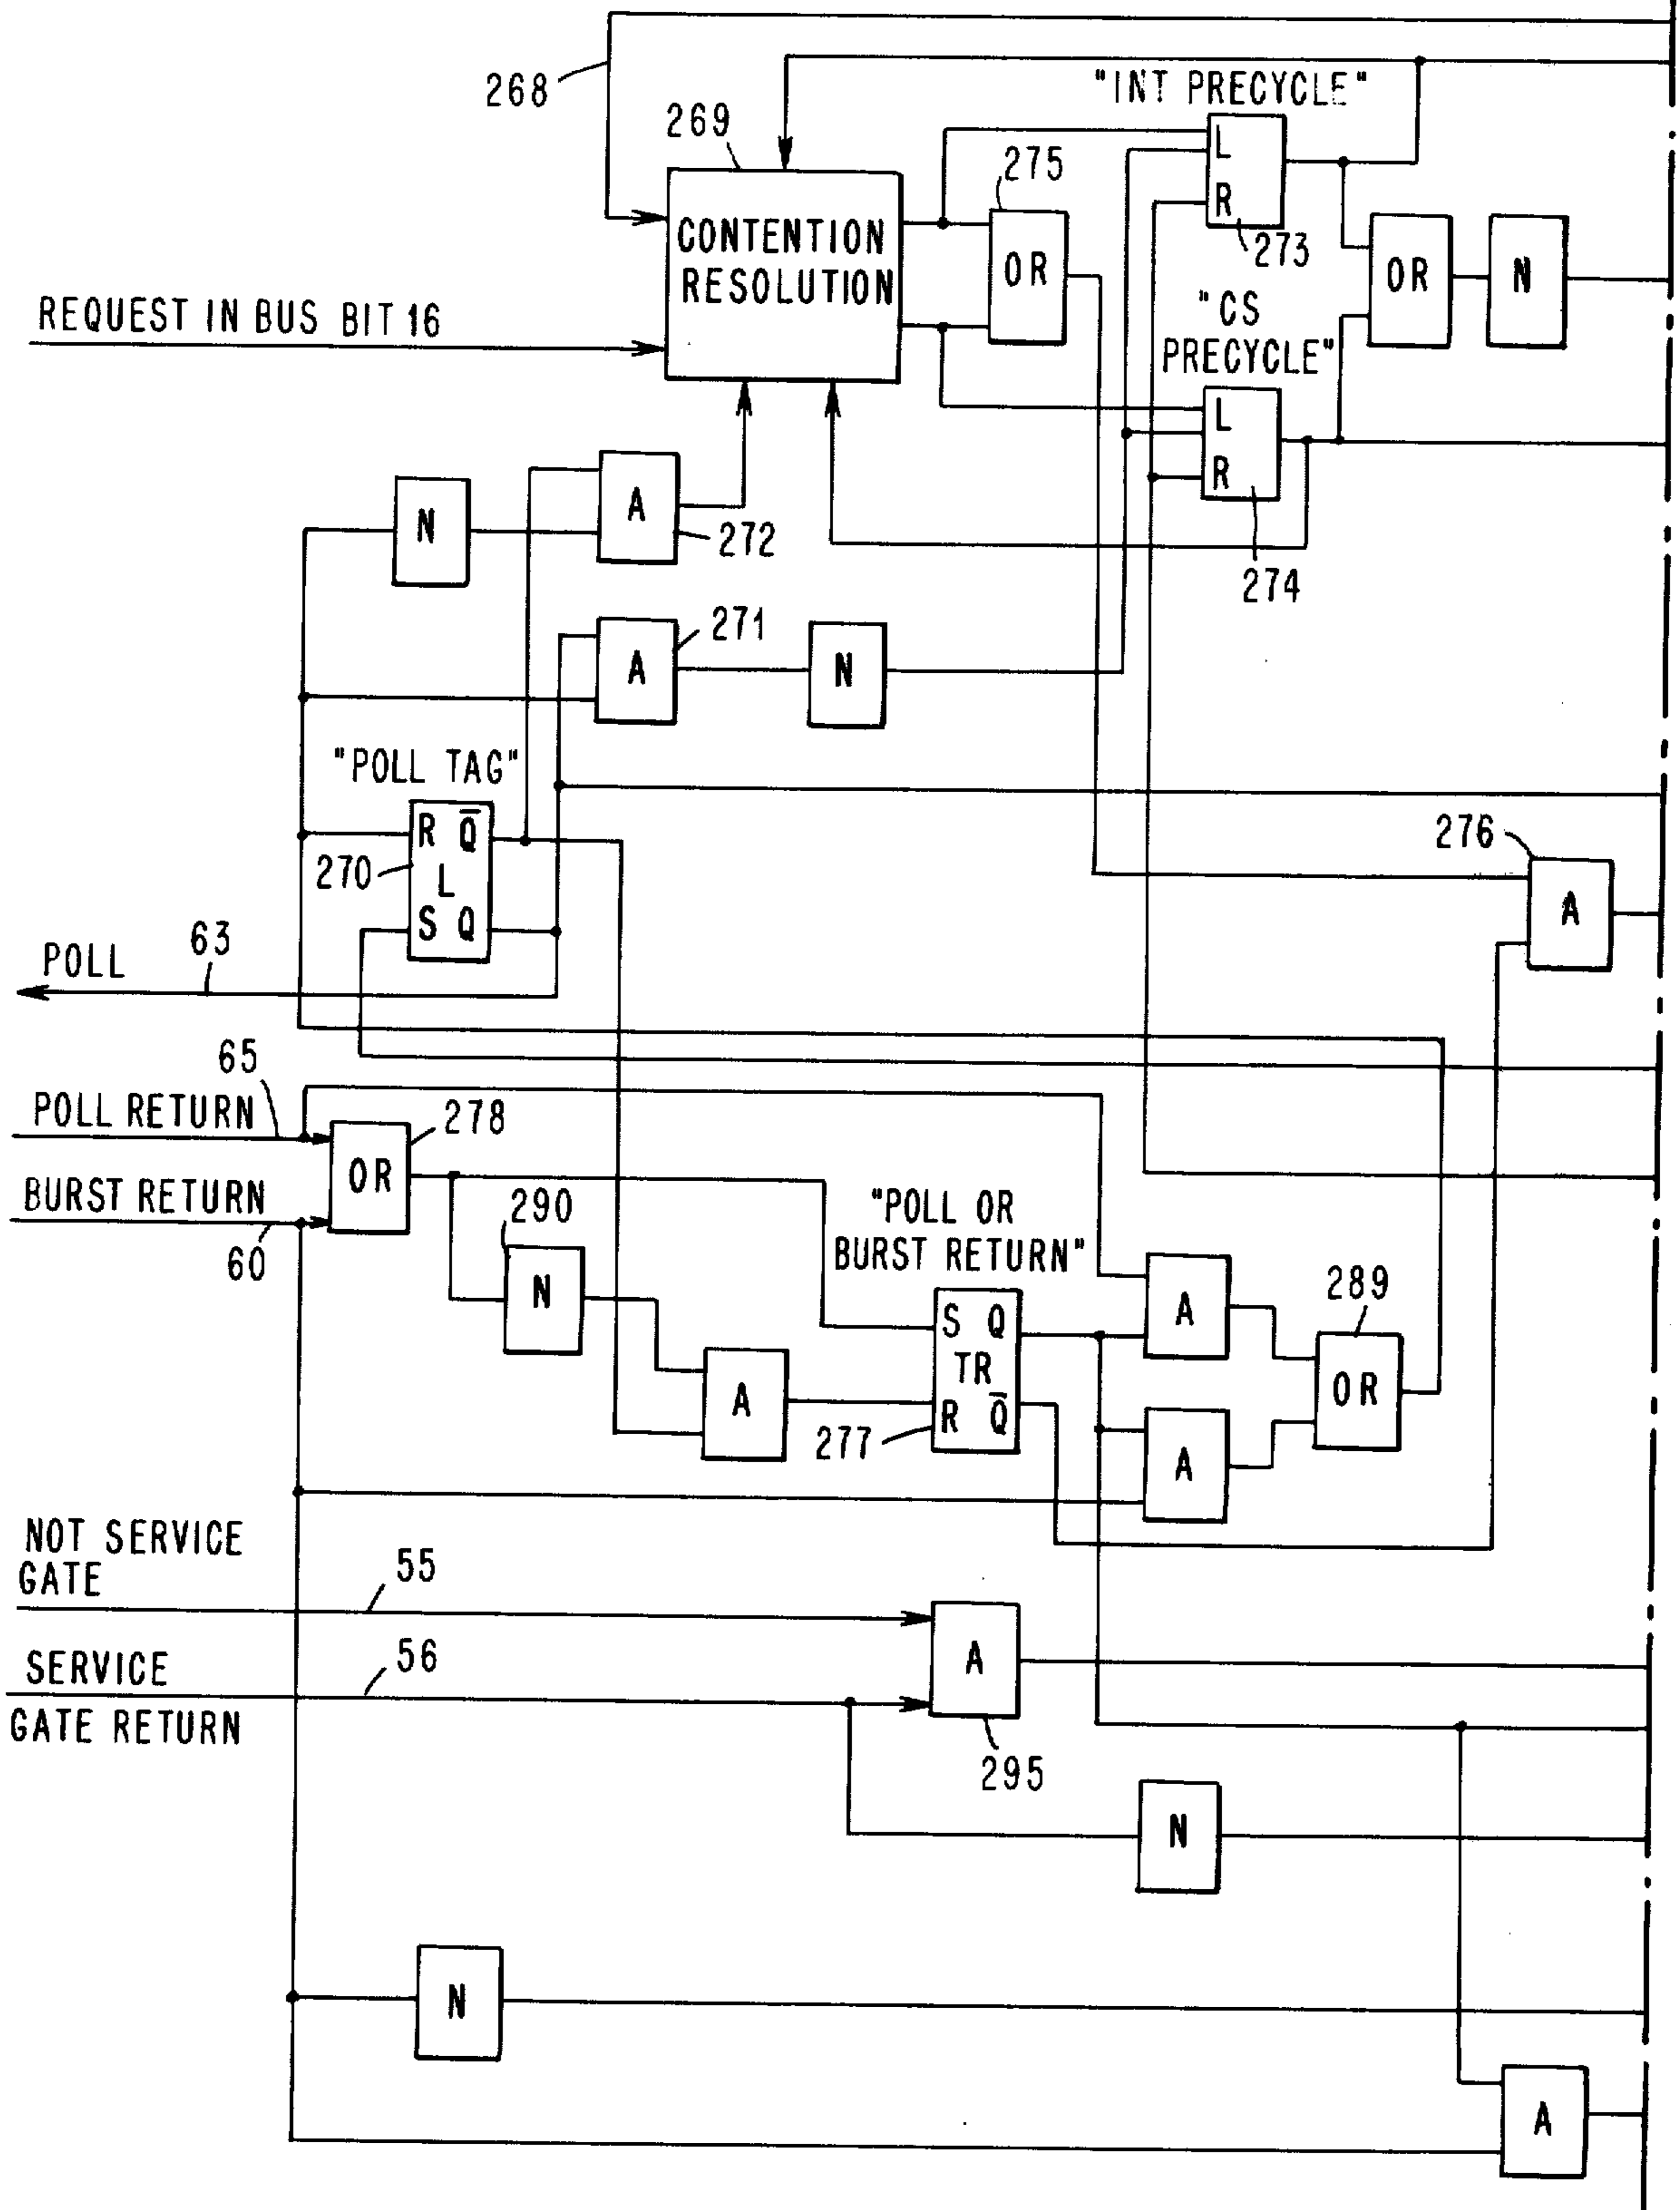 268
"INT PRECYCLE"
269
L
R
273
275
CONTENTION
RESOLUTION
OR
OR
N
REQUEST IN BUS BIT 16
"CS
PRECYCLE"
L
R
274
N
A
272
A
271
N
"POLL TAG"
R Q̅
L
S Q
270
276
A
POLL
63
65
POLL RETURN
278
OR
BURST RETURN
60
290
N
"POLL OR
BURST RETURN"
A
S Q
TR
R Q̅
277
A
289
OR
A
NOT SERVICE
GATE
55
SERVICE
GATE RETURN
56
A
295
N
N
A